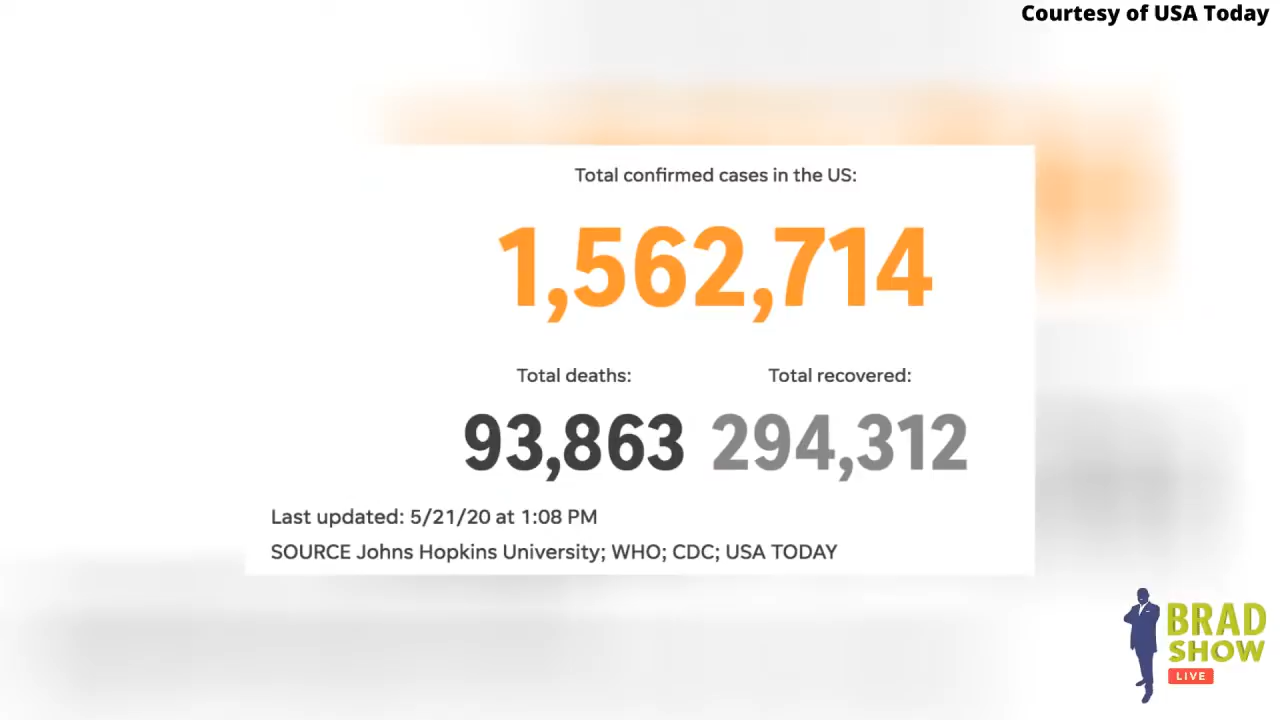 Courtesy of USA Today
Total confirmed cases in the US:
1,562,714
Total deaths:
Total recovered:
93,863
294,312
Last updated: 5/21/20 at 1:08 PM
SOURCE Johns Hopkins University; WHO; CDC; USA TODAY
BRAD
SHOW
LIVE